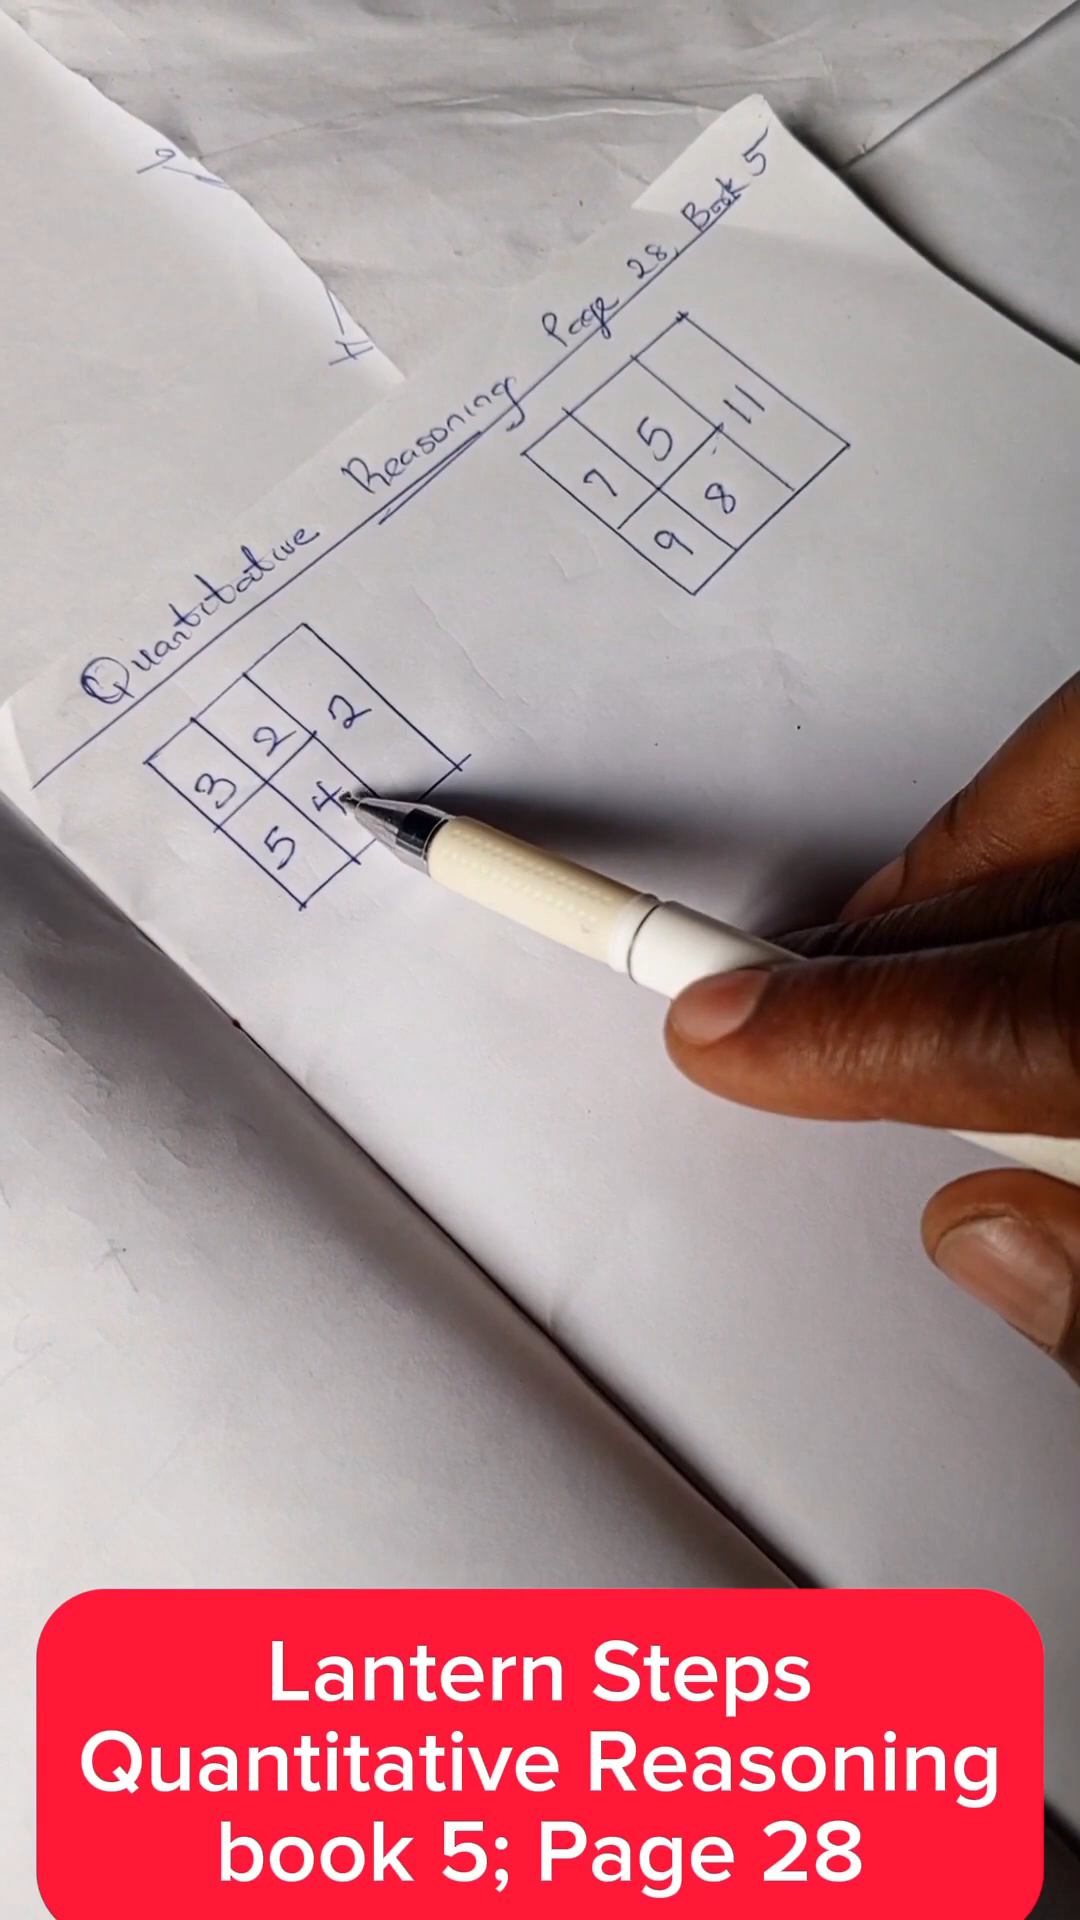 Quantitative Reasoning Page 28, Book 5
3 2 2
5 4
7 5 11
9 8
Lantern Steps
Quantitative Reasoning
book 5; Page 28